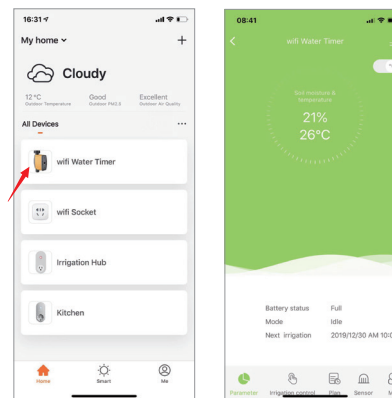 16:31
My home
Cloudy
12 °C
Good
Excellent
Outdoor Temperature
Outdoor PM2.5
Outdoor Air Quality
All Devices
wifi Water Timer
wifi Socket
Irrigation Hub
Kitchen
Home
Smart
Me
08:41
wifi Water Timer
Soil moisture &
temperature
21%
26°C
Battery status Full
Mode Idle
Next irrigation 2019/12/30 AM 10:0
Parameter
Irrigation control
Plan
Sensor